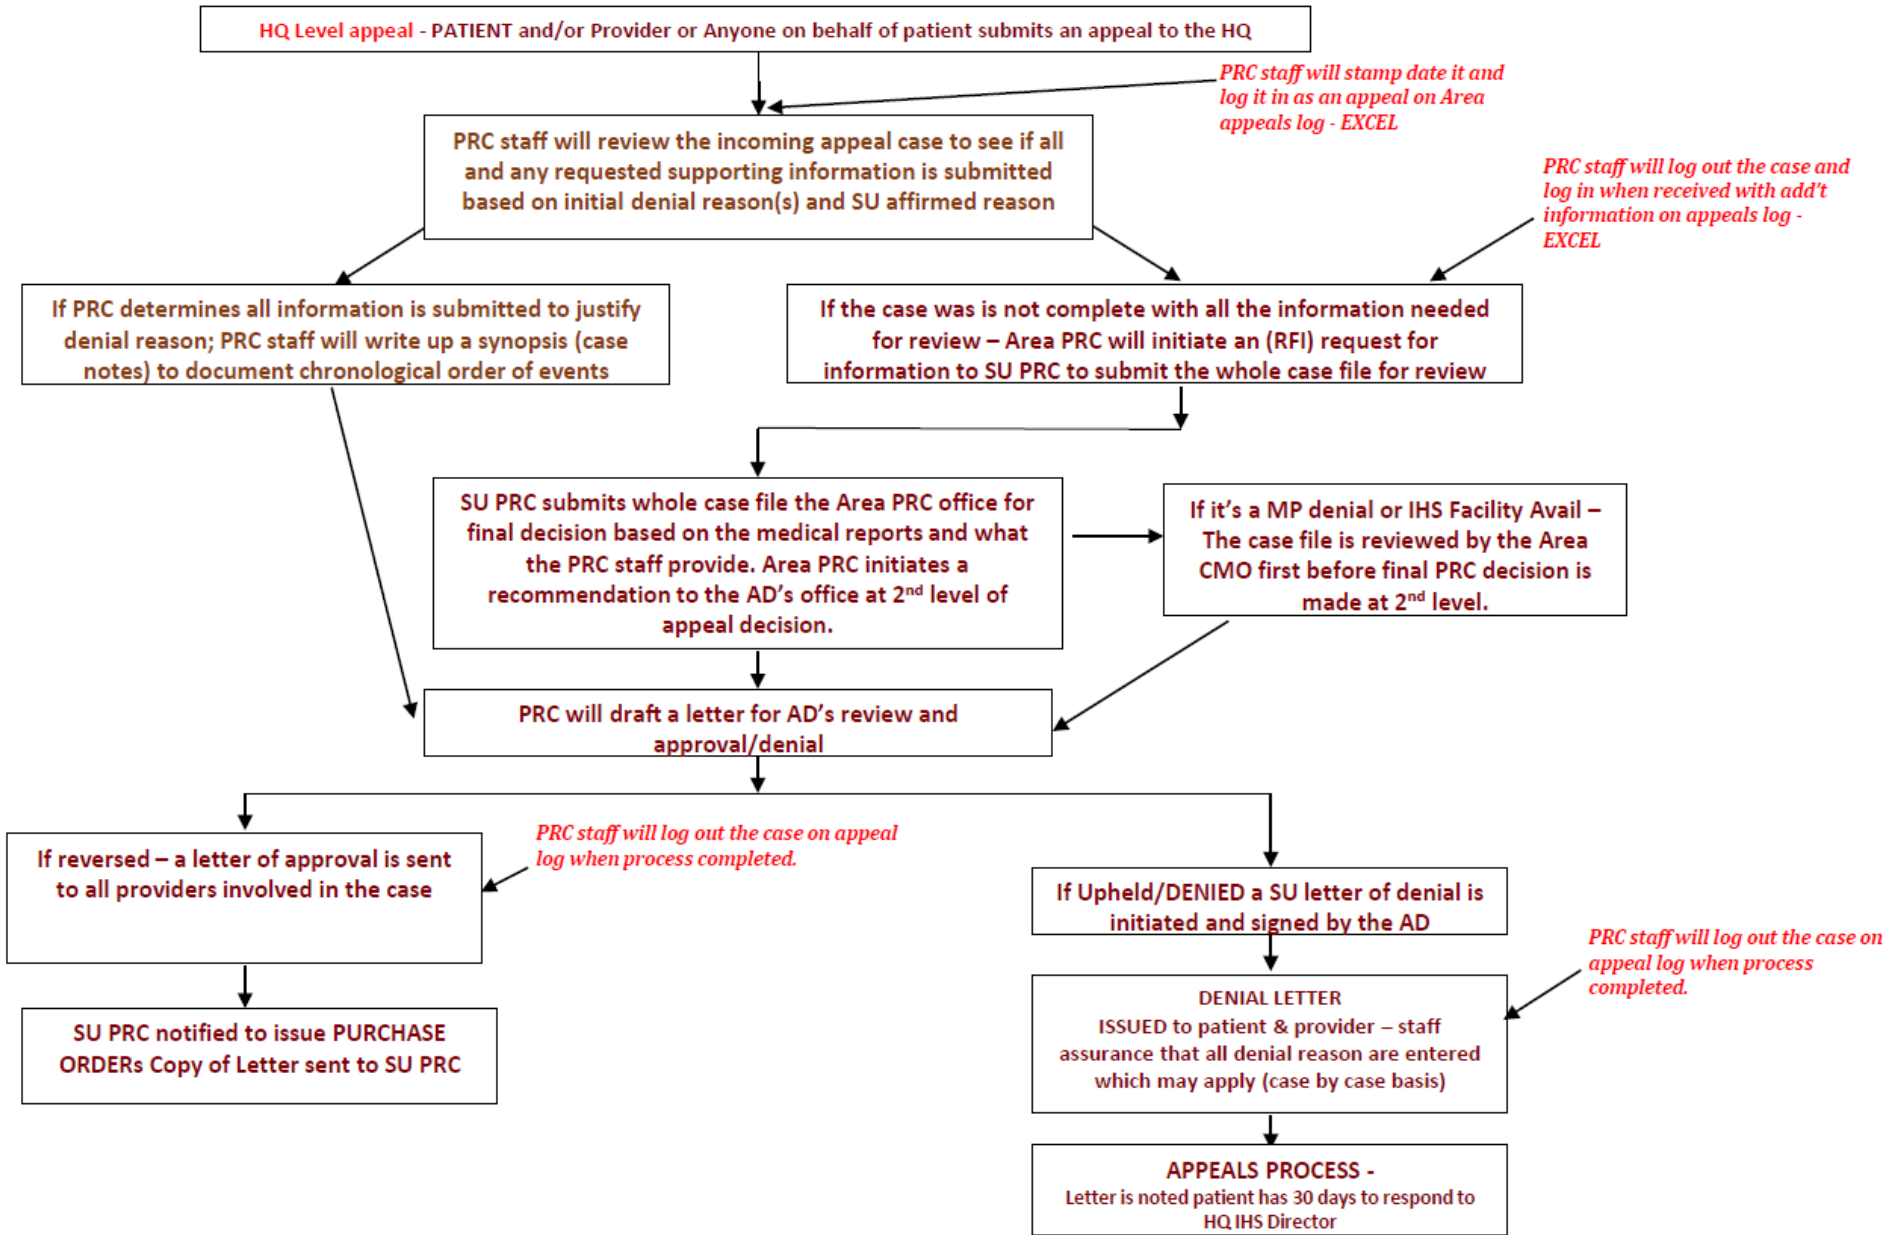 HQ Level appeal - PATIENT and/or Provider or Anyone on behalf of patient submits an appeal to the HQ
PRC staff will stamp date it and
log it in as an appeal on Area
appeals log - EXCEL
PRC staff will review the incoming appeal case to see if all
and any requested supporting information is submitted
based on initial denial reason(s) and SU affirmed reason
PRC staff will log out the case and
log in when received with add't
information on appeals log -
EXCEL
If PRC determines all information is submitted to justify
denial reason; PRC staff will write up a synopsis (case
notes) to document chronological order of events
If the case was is not complete with all the information needed
for review – Area PRC will initiate an (RFI) request for
information to SU PRC to submit the whole case file for review
SU PRC submits whole case file the Area PRC office for
final decision based on the medical reports and what
the PRC staff provide. Area PRC initiates a
recommendation to the AD's office at 2nd level of
appeal decision.
If it's a MP denial or IHS Facility Avail –
The case file is reviewed by the Area
CMO first before final PRC decision is
made at 2nd level.
PRC will draft a letter for AD's review and
approval/denial
If reversed – a letter of approval is sent
to all providers involved in the case
PRC staff will log out the case on appeal
log when process completed.
SU PRC notified to issue PURCHASE
ORDERs Copy of Letter sent to SU PRC
If Upheld/DENIED a SU letter of denial is
initiated and signed by the AD
PRC staff will log out the case on
appeal log when process
completed.
DENIAL LETTER
ISSUED to patient & provider – staff
assurance that all denial reason are entered
which may apply (case by case basis)
APPEALS PROCESS -
Letter is noted patient has 30 days to respond to
HQ IHS Director